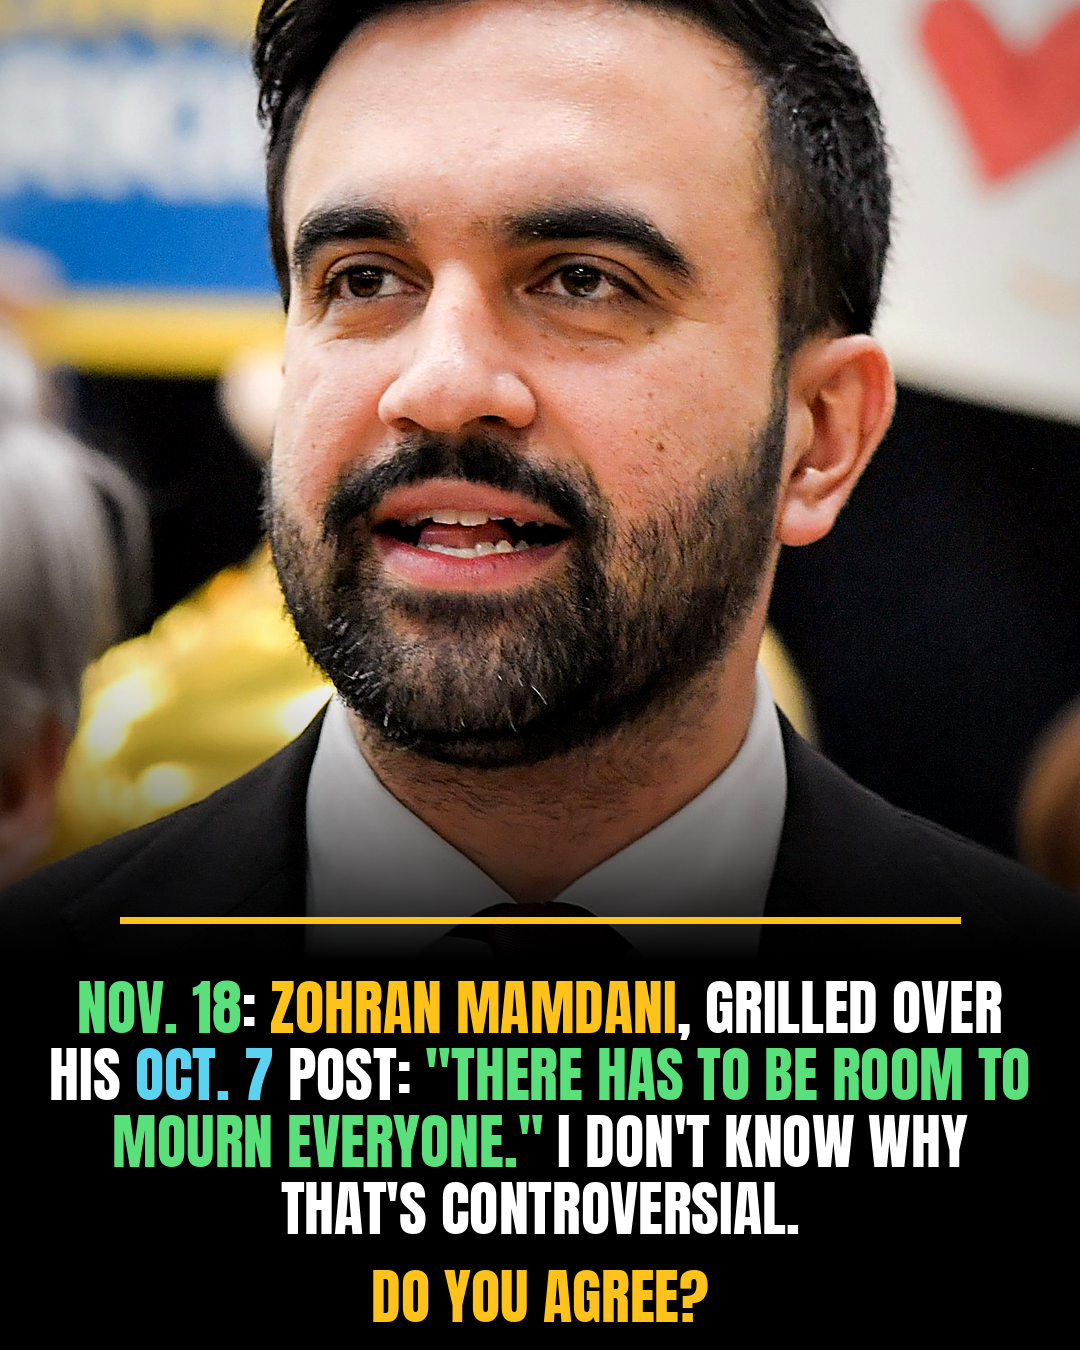 NOV. 18: ZOHRAN MAMDANI, GRILLED OVER
HIS OCT. 7 POST: "THERE HAS TO BE ROOM TO
MOURN EVERYONE." I DON'T KNOW WHY
THAT'S CONTROVERSIAL.
DO YOU AGREE?